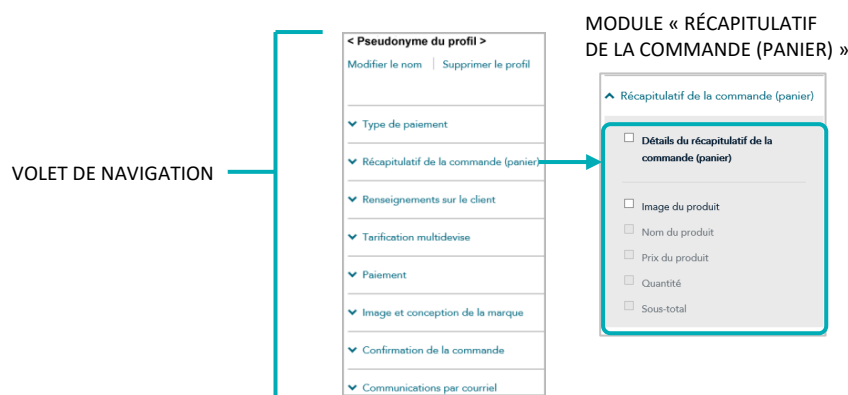 MODULE « RÉCAPITULATIF
DE LA COMMANDE (PANIER) »
VOLET DE NAVIGATION
< Pseudonyme du profil >
Modifier le nom | Supprimer le profil
Type de paiement
Récapitulatif de la commande (panier)
Renseignements sur le client
Tarification multidevise
Paiement
Image et conception de la marque
Confirmation de la commande
Communications par courriel
Récapitulatif de la commande (panier)
Détails du récapitulatif de la
commande (panier)
Image du produit
Nom du produit
Prix du produit
Quantité
Sous-total